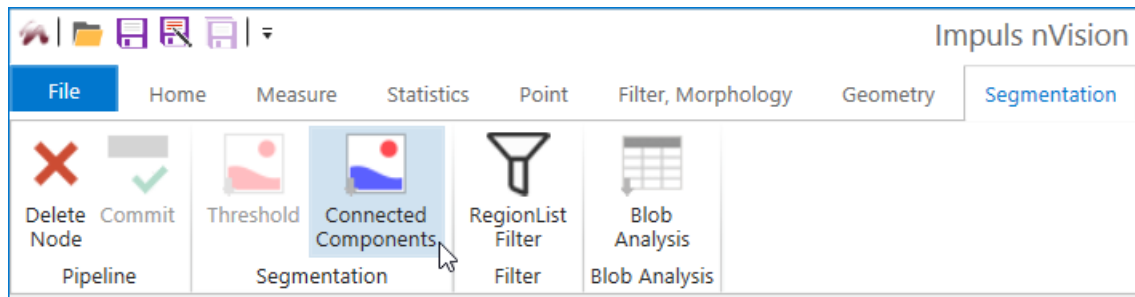 Impuls nVision
File Home Measure Statistics Point Filter, Morphology Geometry Segmentation
Delete Node
Commit
Threshold
Connected Components
RegionList Filter
Blob Analysis
Pipeline Segmentation Filter Blob Analysis